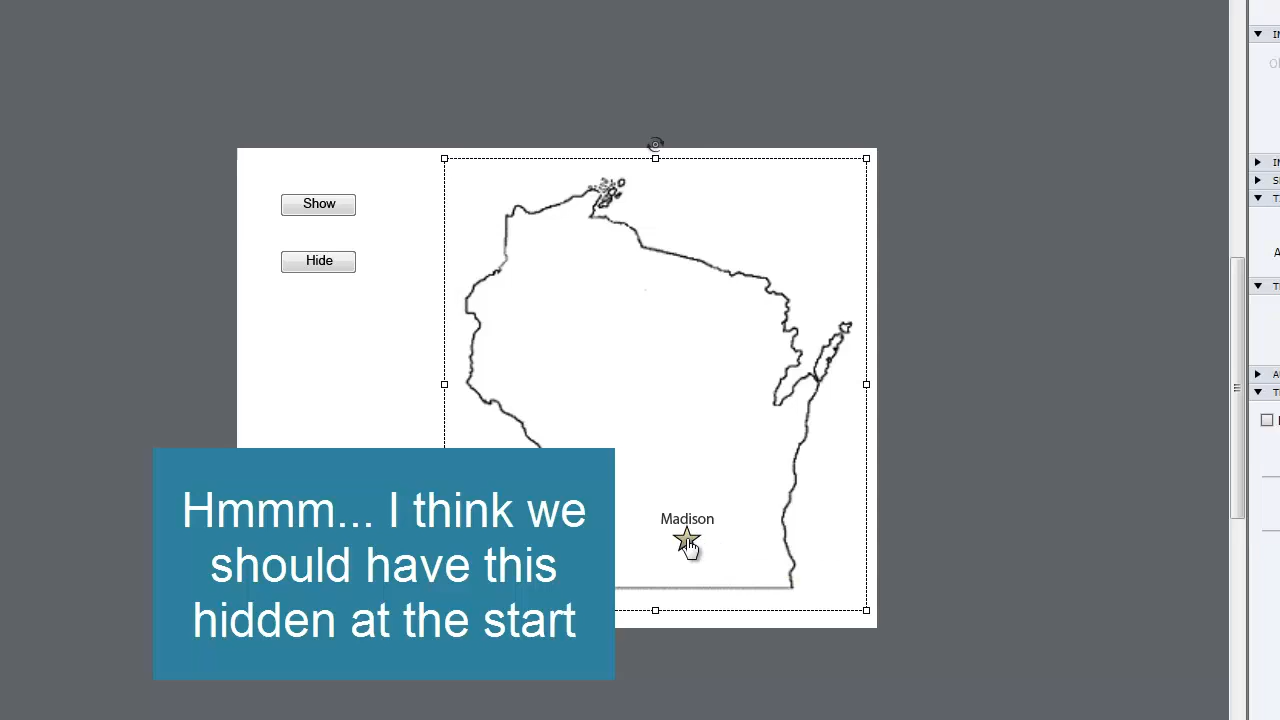 Show
Hide
Madison
Hmmm... I think we
should have this
hidden at the start